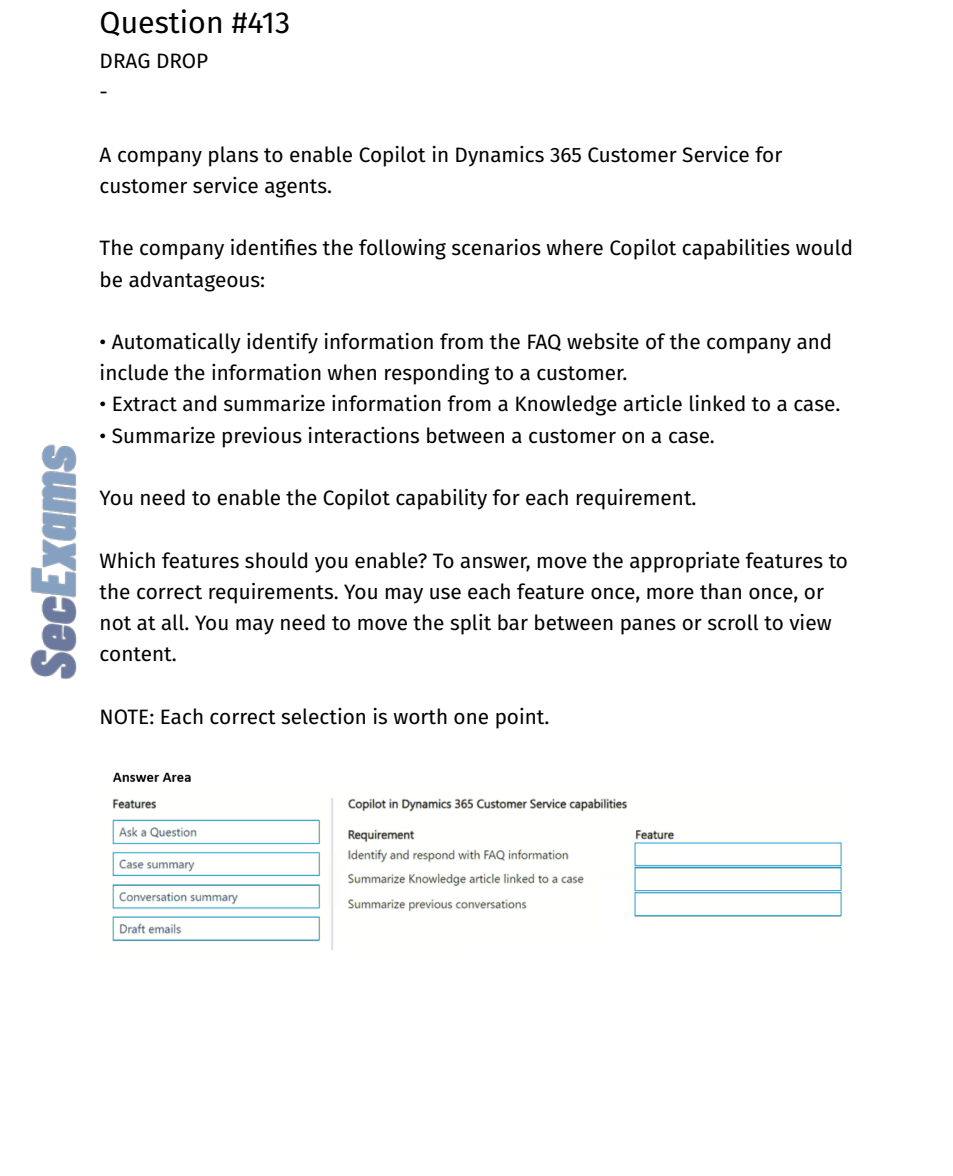 Question #413
DRAG DROP
-
A company plans to enable Copilot in Dynamics 365 Customer Service for
customer service agents.
The company identifies the following scenarios where Copilot capabilities would
be advantageous:
• Automatically identify information from the FAQ website of the company and
include the information when responding to a customer.
• Extract and summarize information from a Knowledge article linked to a case.
• Summarize previous interactions between a customer on a case.
You need to enable the Copilot capability for each requirement.
Which features should you enable? To answer, move the appropriate features to
the correct requirements. You may use each feature once, more than once, or
not at all. You may need to move the split bar between panes or scroll to view
content.
NOTE: Each correct selection is worth one point.
SecExams
Answer Area
Features
Ask a Question
Case summary
Conversation summary
Draft emails
Copilot in Dynamics 365 Customer Service capabilities
Requirement Feature
Identify and respond with FAQ information
Summarize Knowledge article linked to a case
Summarize previous conversations